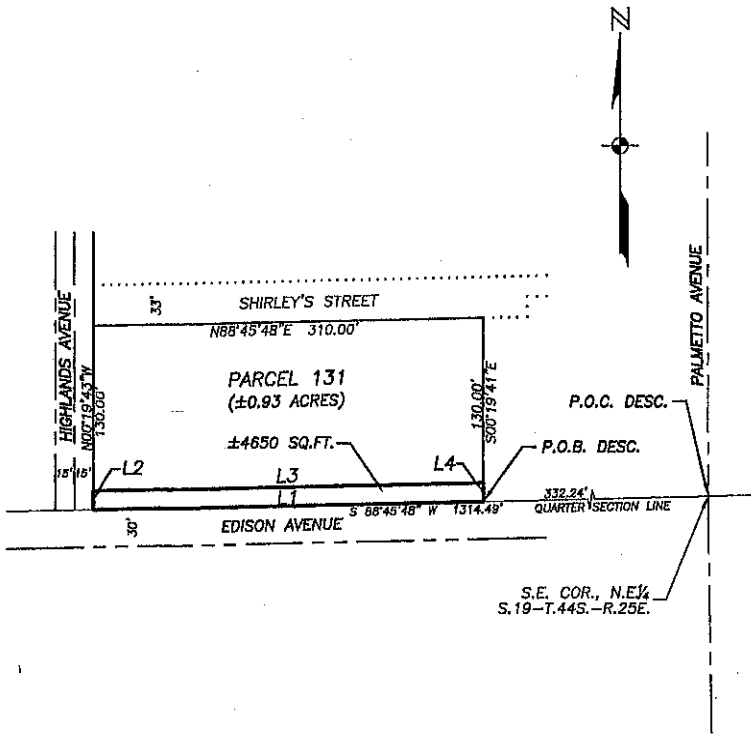 N
SHIRLEY'S STREET
33'
N88°45'48"E 310.00'
HIGHLANDS AVENUE
N00°19'43"W
130.00'
PARCEL 131
(±0.93 ACRES)
±4650 SQ.FT.
130.00'
S00°19'41"E
PALMETTO AVENUE
P.O.C. DESC.
P.O.B. DESC.
15' 15'
L2
L3
L4
L1
S 88°45'48" W 1314.49'
332.24'
QUARTER SECTION LINE
30'
EDISON AVENUE
S.E. COR., N.E¼
S.19-T.44S.-R.25E.